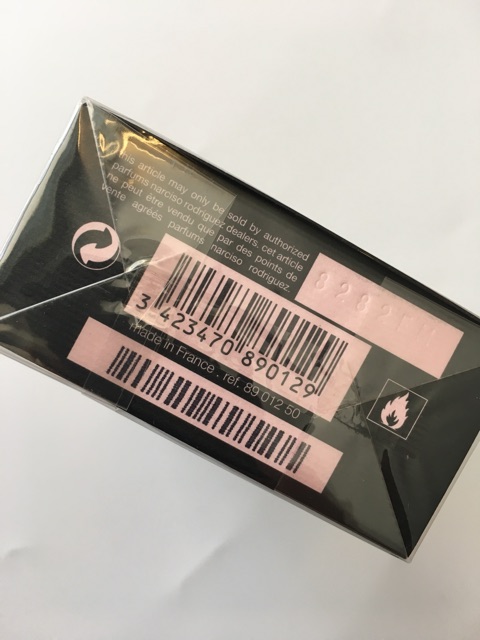 this article may only be sold by authorized
parfums narciso rodriguez dealers, cet article
ne peut être vendu que par des points de
vente agréés parfums narciso rodriguez
3 423470 890129
made in France . réf. 89 012 50